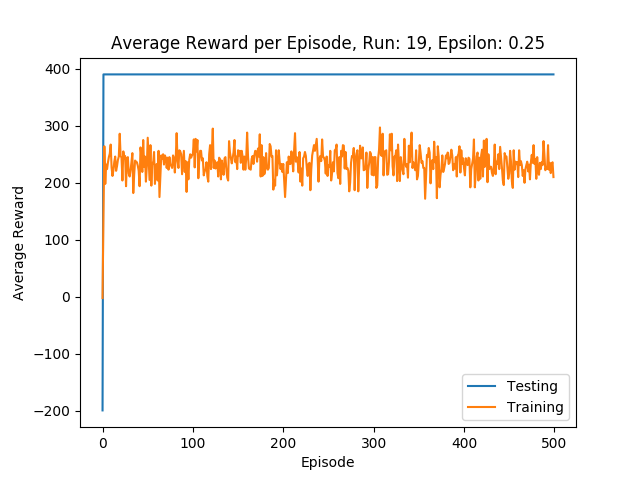 Average Reward per Episode, Run: 19, Epsilon: 0.25
400
300
200
100
0
−100
−200
Average Reward
0
100
200
300
400
500
Episode
Testing
Training